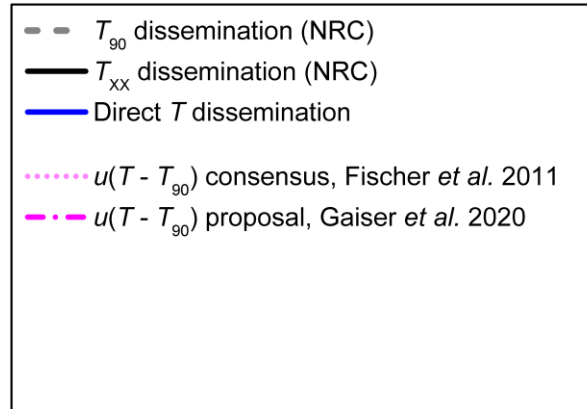 T90 dissemination (NRC)
TXX dissemination (NRC)
Direct T dissemination
u(T - T90) consensus, Fischer et al. 2011
u(T - T90) proposal, Gaiser et al. 2020